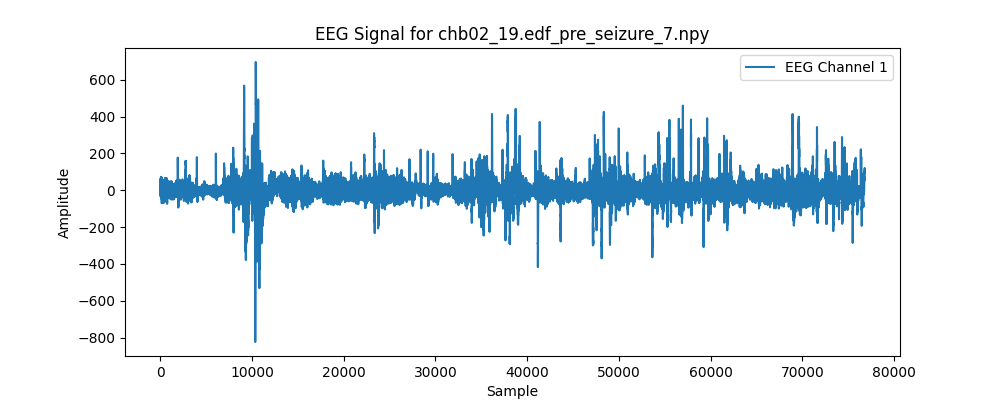 EEG Signal for chb02_19.edf_pre_seizure_7.npy
EEG Channel 1
Amplitude
600
400
200
0
−200
−400
−600
−800
0 10000 20000 30000 40000 50000 60000 70000 80000
Sample